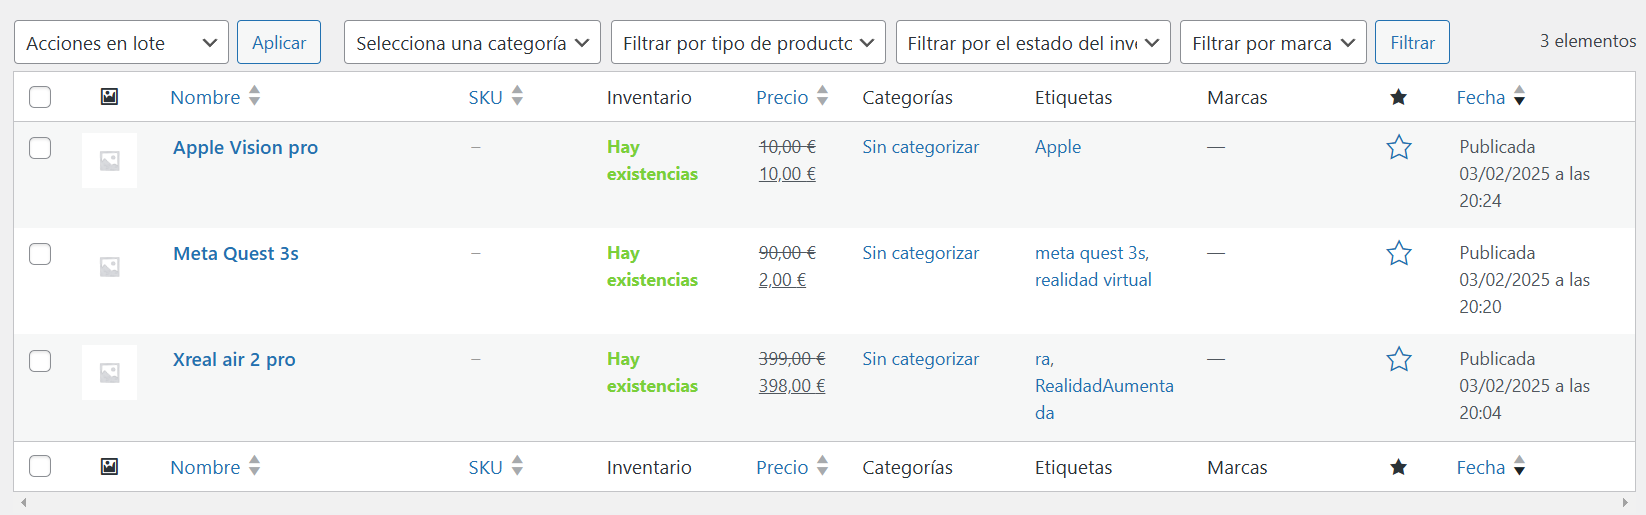 Acciones en lote Aplicar Selecciona una categoría Filtrar por tipo de producto Filtrar por el estado del inv Filtrar por marca Filtrar 3 elementos
Nombre SKU Inventario Precio Categorías Etiquetas Marcas Fecha
Apple Vision pro – Hay 10,00 € Sin categorizar Apple — Publicada
existencias 10,00 € 03/02/2025 a las
20:24
Meta Quest 3s – Hay 90,00 € Sin categorizar meta quest 3s, — Publicada
existencias 2,00 € realidad virtual 03/02/2025 a las
20:20
Xreal air 2 pro – Hay 399,00 € Sin categorizar ra, — Publicada
existencias 398,00 € RealidadAumenta 03/02/2025 a las
da 20:04
Nombre SKU Inventario Precio Categorías Etiquetas Marcas Fecha